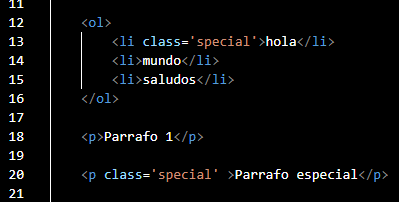 11
12 <ol>
13 <li class='special'>hola</li>
14 <li>mundo</li>
15 <li>saludos</li>
16 </ol>
17
18 <p>Parrafo 1</p>
19
20 <p class='special' >Parrafo especial</p>
21